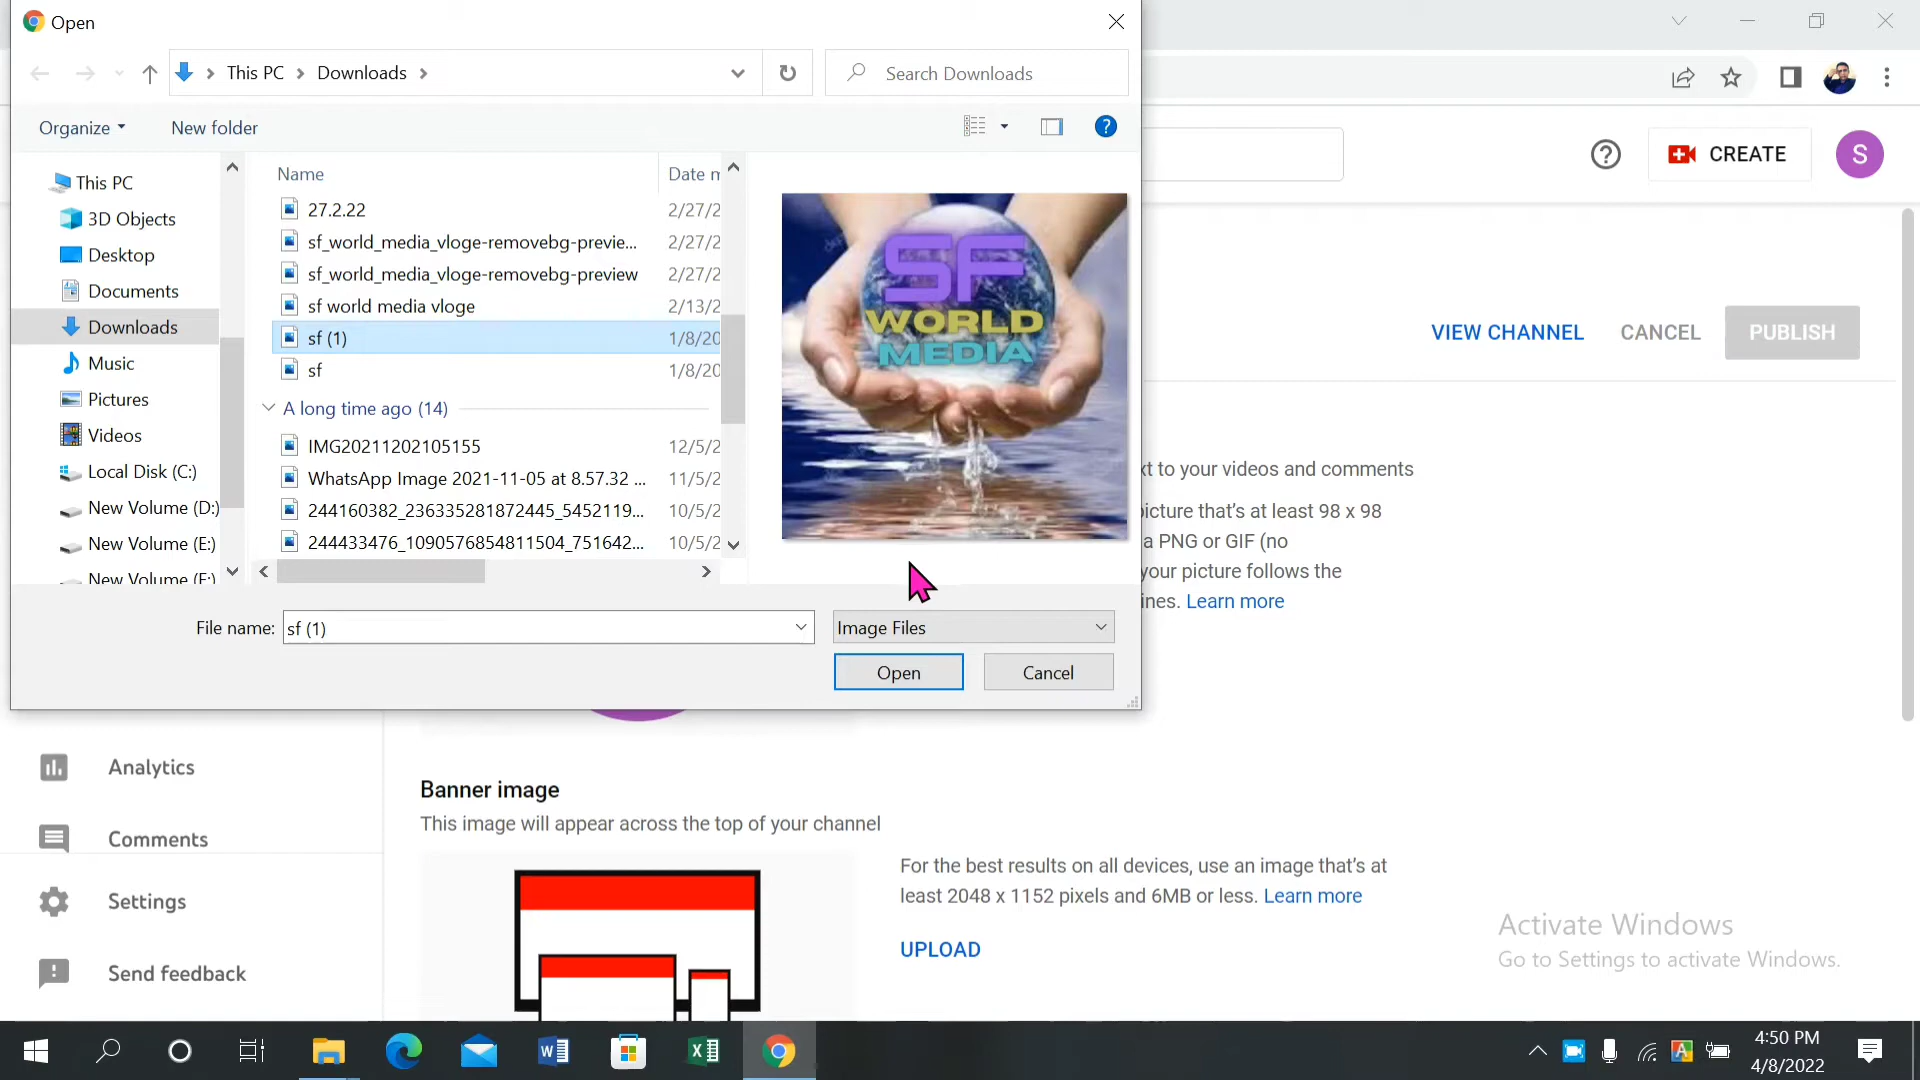 Open
This PC
Downloads
Search Downloads
Organize
New folder
This PC
3D Objects
Desktop
Documents
Downloads
Music
Pictures
Videos
Local Disk (C:)
New Volume (D:)
New Volume (E:)
New Volume (F:)
Name
Date m
27.2.22
2/27/2
sf_world_media_vloge-removebg-previe...
2/27/2
sf_world_media_vloge-removebg-preview
2/27/2
sf world media vloge
2/13/2
sf (1)
1/8/20
sf
1/8/20
A long time ago (14)
IMG20211202105155
12/5/2
WhatsApp Image 2021-11-05 at 8.57.32 ...
11/5/2
244160382_236335281872445_5452119...
10/5/2
244433476_1090576854811504_751642...
10/5/2
SF
WORLD
MEDIA
File name:
sf (1)
Image Files
Open
Cancel
CREATE
S
VIEW CHANNEL
CANCEL
PUBLISH
xt to your videos and comments
icture that's at least 98 x 98
a PNG or GIF (no
your picture follows the
ines. Learn more
Analytics
Comments
Settings
Send feedback
Banner image
This image will appear across the top of your channel
For the best results on all devices, use an image that's at
least 2048 x 1152 pixels and 6MB or less. Learn more
UPLOAD
Activate Windows
Go to Settings to activate Windows.
4:50 PM
4/8/2022